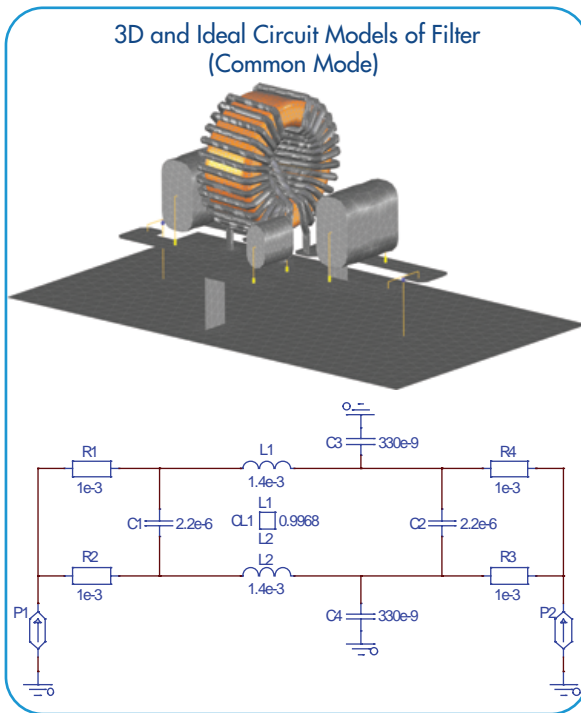 3D and Ideal Circuit Models of Filter
(Common Mode)
C3 330e-9
R1 L1 R4
1e-3 1.4e-3 1e-3
L1
C1 2.2e-6 CL1 0.9968 C2 2.2e-6
L2
R2 L2 R3
1e-3 1.4e-3 1e-3
P1 C4 330e-9 P2